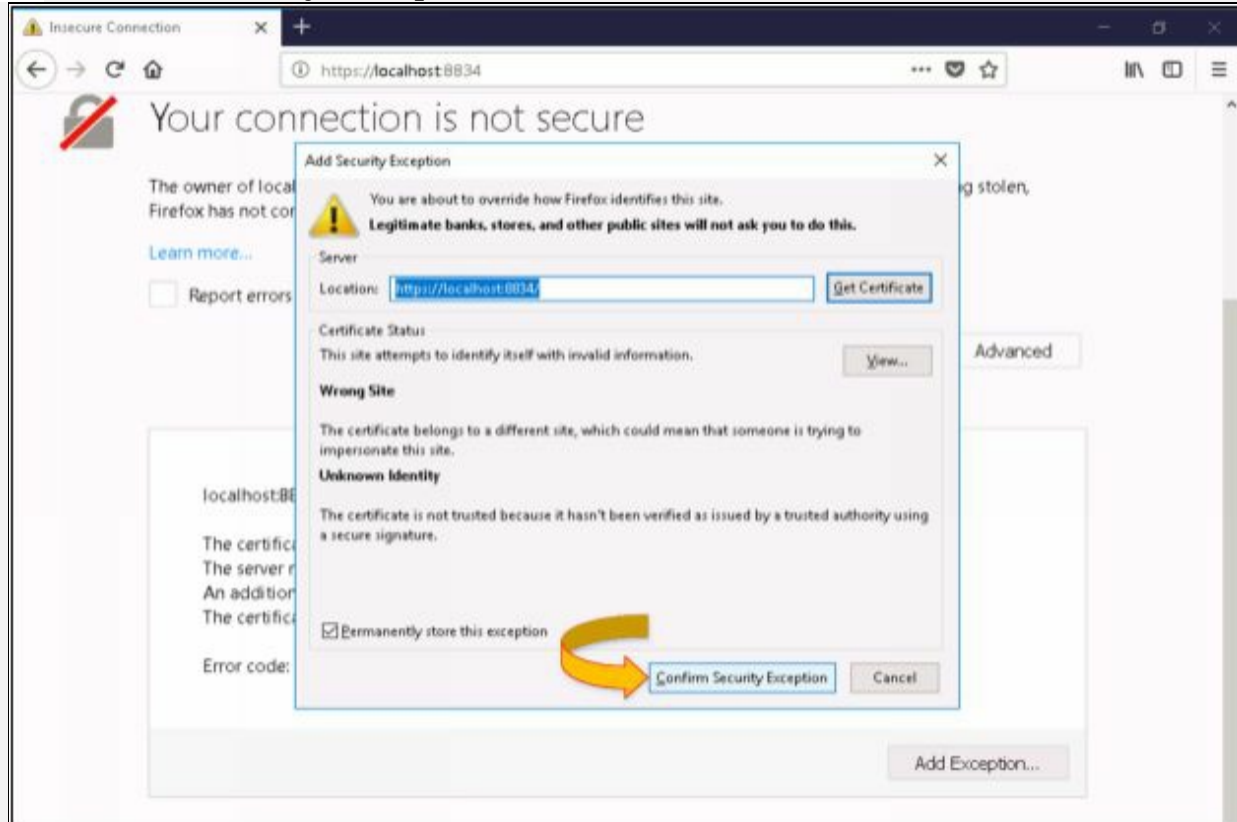 Insecure Connection
https://localhost:8834
Your connection is not secure
Add Security Exception
The owner of local
g stolen,
Firefox has not cor
You are about to override how Firefox identifies this site.
Legitimate banks, stores, and other public sites will not ask you to do this.
Learn more...
Server
Report errors
Location: https://localhost:8834/
Get Certificate
Certificate Status
This site attempts to identify itself with invalid information.
View...
Advanced
Wrong Site
The certificate belongs to a different site, which could mean that someone is trying to
impersonate this site.
Unknown Identity
localhost:88
The certificate is not trusted because it hasn't been verified as issued by a trusted authority using
a secure signature.
The certifica
The server r
An addition
The certifica
Permanently store this exception
Error code:
Confirm Security Exception
Cancel
Add Exception...